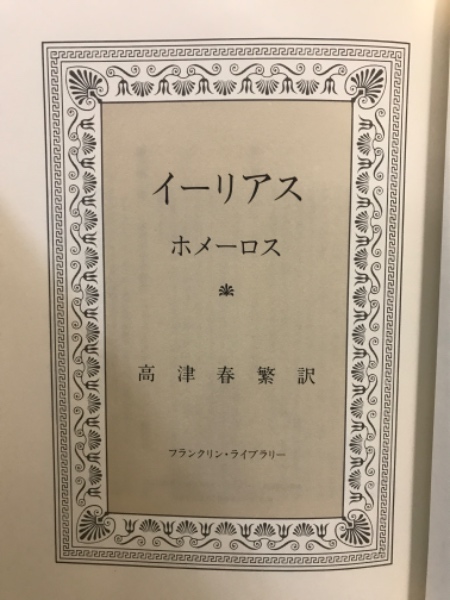 イーリアス
ホメーロス
高津春繁訳
フランクリン・ライブラリー